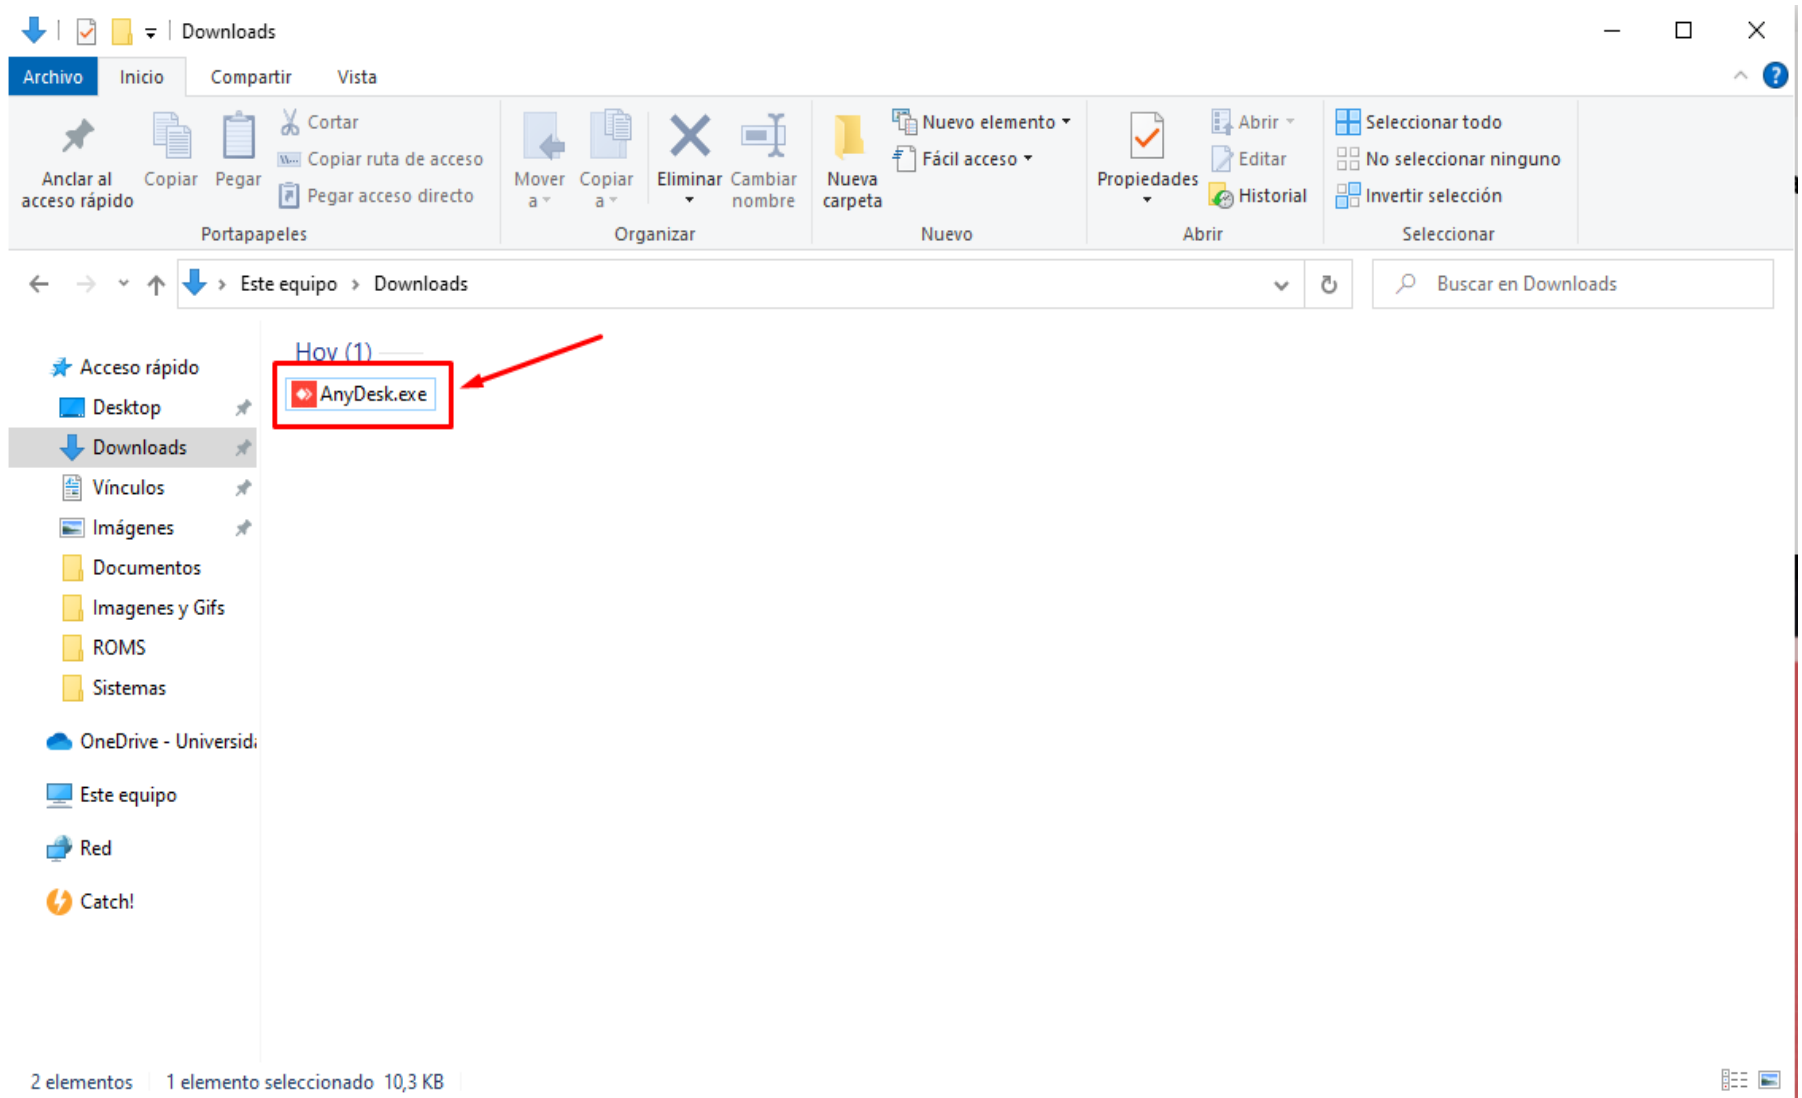 Downloads
Archivo
Inicio
Compartir
Vista
Anclar al
acceso rápido
Copiar
Pegar
Cortar
Copiar ruta de acceso
Pegar acceso directo
Portapapeles
Mover
a
Copiar
a
Eliminar
Cambiar
nombre
Organizar
Nueva
carpeta
Nuevo elemento
Fácil acceso
Nuevo
Propiedades
Abrir
Editar
Historial
Abrir
Seleccionar todo
No seleccionar ninguno
Invertir selección
Seleccionar
Este equipo > Downloads
Buscar en Downloads
Acceso rápido
Desktop
Downloads
Vínculos
Imágenes
Documentos
Imagenes y Gifs
ROMS
Sistemas
OneDrive - Universida
Este equipo
Red
Catch!
Hoy (1)
AnyDesk.exe
2 elementos
1 elemento seleccionado 10,3 KB